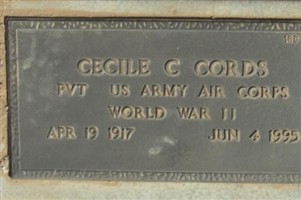 CECILE C CORDS
PVT US ARMY AIR CORPS
WORLD WAR II
APR 19 1917 JUN 4 1995